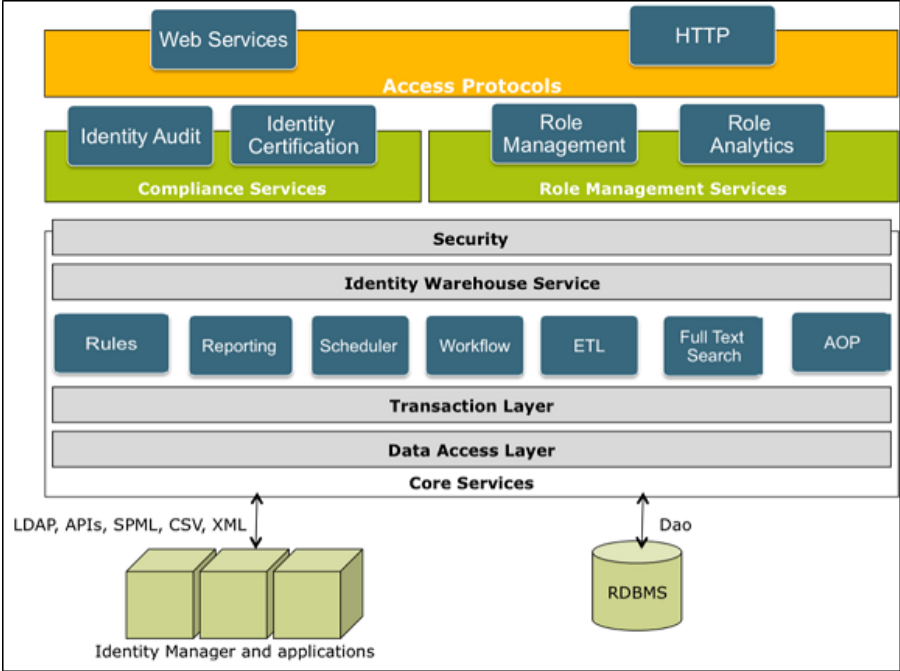 Web Services
HTTP
Access Protocols
Identity Audit
Identity
Certification
Role
Management
Role
Analytics
Compliance Services
Role Management Services
Security
Identity Warehouse Service
Rules
Reporting
Scheduler
Workflow
ETL
Full Text
Search
AOP
Transaction Layer
Data Access Layer
Core Services
LDAP, APIs, SPML, CSV, XML
Dao
RDBMS
Identity Manager and applications